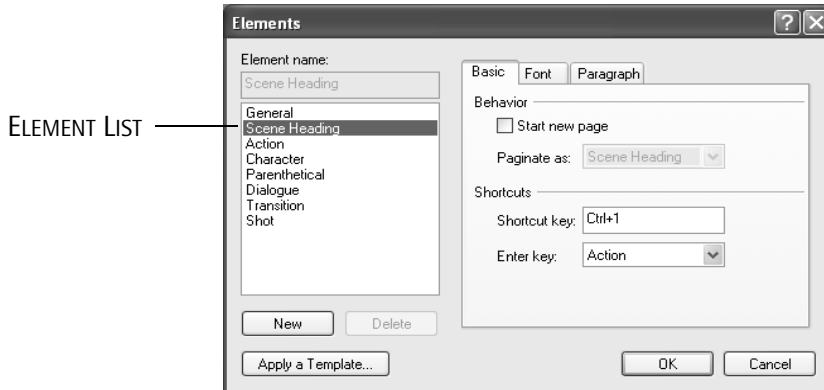 Elements
Element name:
Scene Heading
General
Scene Heading
Action
Character
Parenthetical
Dialogue
Transition
Shot
New
Delete
Apply a Template...
ELEMENT LIST
Basic
Font
Paragraph
Behavior
Start new page
Paginate as:
Scene Heading
Shortcuts
Shortcut key:
Ctrl+1
Enter key:
Action
OK
Cancel